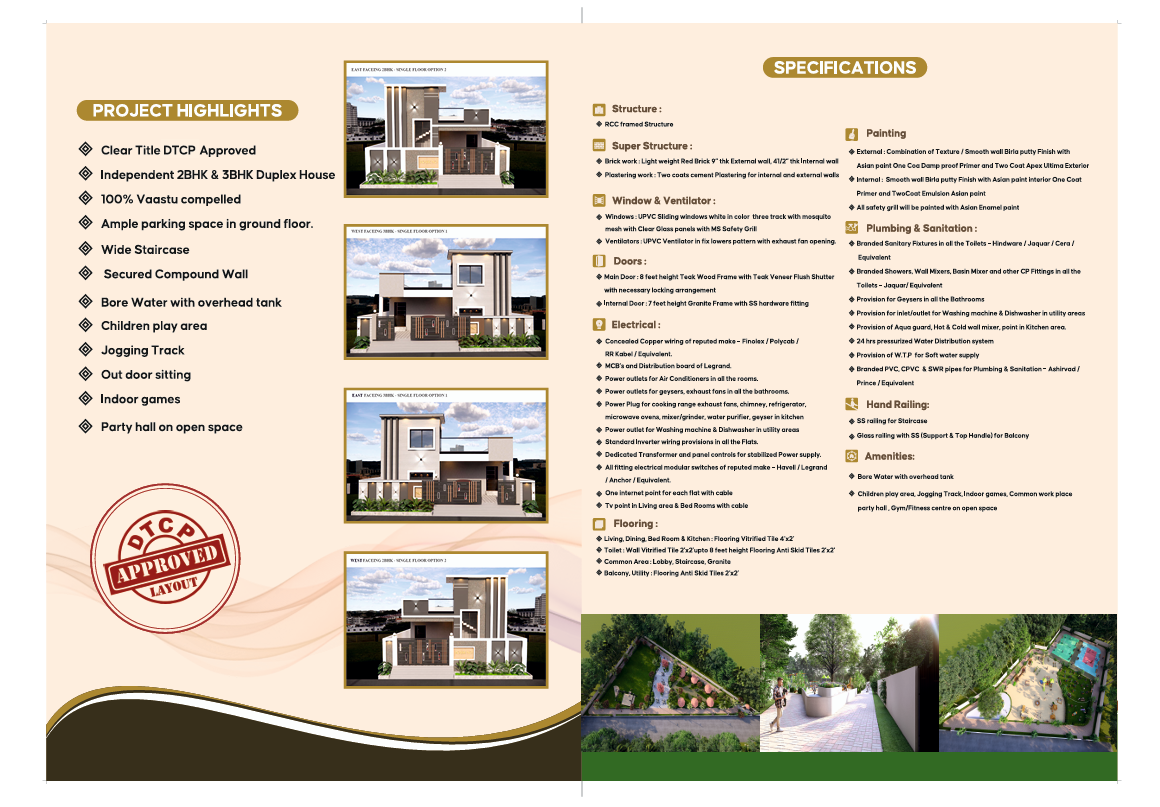 PROJECT HIGHLIGHTS
Clear Title DTCP Approved
Independent 2BHK & 3BHK Duplex House
100% Vaastu compelled
Ample parking space in ground floor.
Wide Staircase
Secured Compound Wall
Bore Water with overhead tank
Children play area
Jogging Track
Out door sitting
Indoor games
Party hall on open space
DTCP
APPROVED
LAYOUT
EAST FACEING 2BHK - SINGLE FLOOR OPTION 2
WEST FACEING 2BHK - SINGLE FLOOR OPTION 1
EAST FACEING 2BHK - SINGLE FLOOR OPTION 1
WEST FACEING 2BHK - SINGLE FLOOR OPTION 2
SPECIFICATIONS
Structure :
RCC framed Structure
Super Structure :
Brick work : Light weight Red Brick 9" thk External wall, 41/2" thk Internal wall
Plastering work : Two coats cement Plastering for internal and external walls
Window & Ventilator :
Windows : UPVC Sliding windows white in color three track with mosquito
mesh with Clear Glass panels with MS Safety Grill
Ventilators : UPVC Ventilator in fix lowers pattern with exhaust fan opening.
Doors :
Main Door : 8 feet height Teak Wood Frame with Teak Veneer Flush Shutter
with necessary locking arrangement
Internal Door : 7 feet height Granite Frame with SS hardware fitting
Electrical :
Concealed Copper wiring of reputed make – Finolex / Polycab /
RR Kabel / Equivalent.
MCB's and Distribution board of Legrand.
Power outlets for Air Conditioners in all the rooms.
Power outlets for geysers, exhaust fans in all the bathrooms.
Power Plug for cooking range exhaust fans, chimney, refrigerator,
microwave ovens, mixer/grinder, water purifier, geyser in kitchen
Power outlet for Washing machine & Dishwasher in utility areas
Standard Inverter wiring provisions in all the Flats.
Dedicated Transformer and panel controls for stabilized Power supply.
All fitting electrical modular switches of reputed make – Havell / Legrand
/ Anchor / Equivalent.
One internet point for each flat with cable
Tv point in Living area & Bed Rooms with cable
Flooring :
Living, Dining, Bed Room & Kitchen : Flooring Vitrified Tile 4'x2'
Toilet : Wall Vitrified Tile 2'x2'upto 8 feet height Flooring Anti Skid Tiles 2'x2'
Common Area : Lobby, Staircase, Granite
Balcony, Utility : Flooring Anti Skid Tiles 2'x2'
Painting
External : Combination of Texture / Smooth wall Birla putty Finish with
Asian paint One Coa Damp proof Primer and Two Coat Apex Ultima Exterior
Internal : Smooth wall Birla putty Finish with Asian paint Interior One Coat
Primer and TwoCoat Emulsion Asian paint
All safety grill will be painted with Asian Enamel paint
Plumbing & Sanitation :
Branded Sanitary Fixtures in all the Toilets – Hindware / Jaquar / Cera /
Equivalent
Branded Showers, Wall Mixers, Basin Mixer and other CP Fittings in all the
Toilets – Jaquar/ Equivalent
Provision for Geysers in all the Bathrooms
Provision for inlet/outlet for Washing machine & Dishwasher in utility areas
Provision of Aqua guard, Hot & Cold wall mixer, point in Kitchen area.
24 hrs pressurized Water Distribution system
Provision of W.T.P for Soft water supply
Branded PVC, CPVC & SWR pipes for Plumbing & Sanitation – Ashirvad /
Prince / Equivalent
Hand Railing:
SS railing for Staircase
Glass railing with SS (Support & Top Handle) for Balcony
Amenities:
Bore Water with overhead tank
Children play area, Jogging Track,Indoor games, Common work place
party hall , Gym/Fitness centre on open space